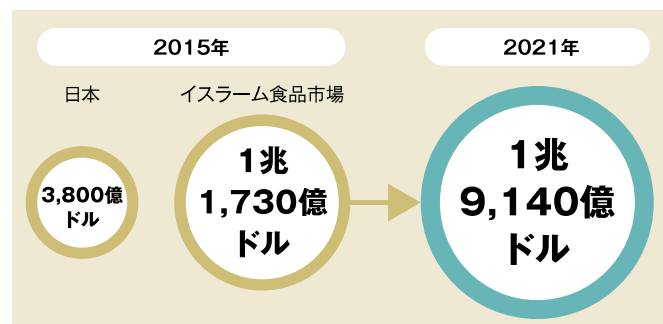 2015年
2021年
日本
イスラーム食品市場
3,800億
ドル
1兆
1,730億
ドル
1兆
9,140億
ドル